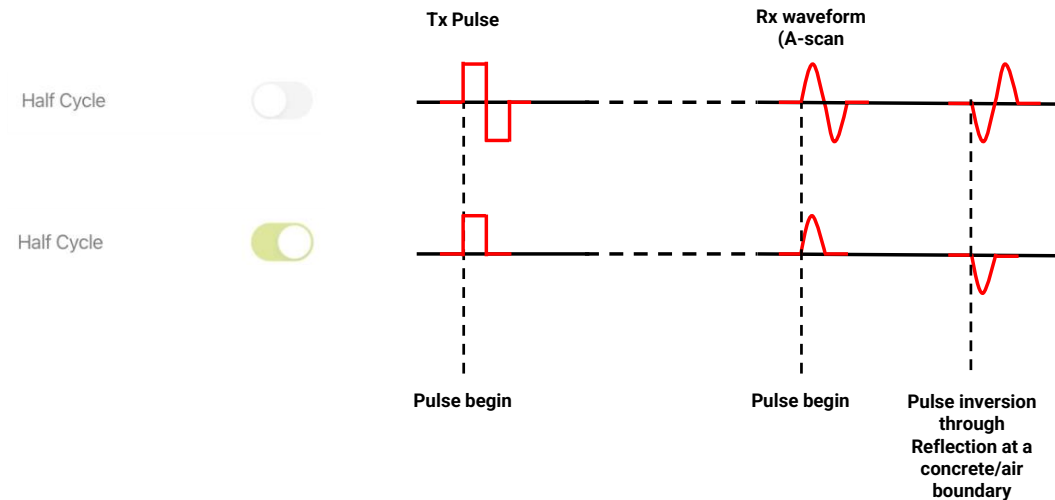 Tx Pulse
Rx waveform
(A-scan
Half Cycle
Half Cycle
Pulse begin
Pulse begin
Pulse inversion
through
Reflection at a
concrete/air
boundary